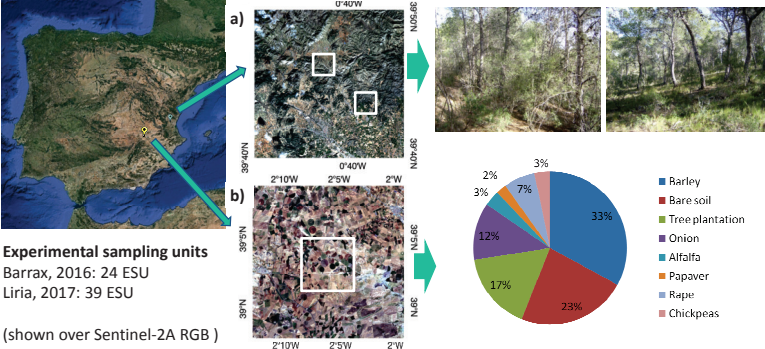 a)
0°40'W
39°50'N
39°40'N
0°40'W
39°40'N
b)
2°10'W 2°5'W 2°W
39°5'N
39°N
39°5'N
39°N
2°10'W 2°5'W 2°W
Experimental sampling units
Barrax, 2016: 24 ESU
Liria, 2017: 39 ESU
(shown over Sentinel-2A RGB )
33%
23%
17%
12%
3%
2%
7%
3%
Barley
Bare soil
Tree plantation
Onion
Alfalfa
Papaver
Rape
Chickpeas